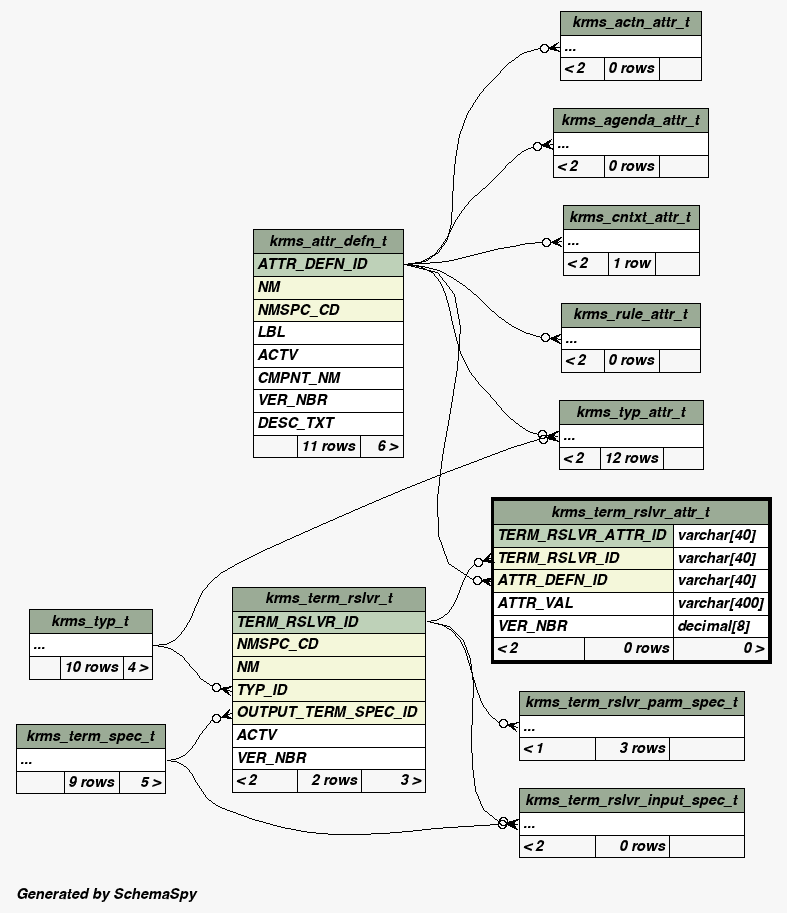 krms_actn_attr_t
...
< 2 0 rows
krms_agenda_attr_t
...
< 2 0 rows
krms_cntxt_attr_t
...
< 2 1 row
krms_rule_attr_t
...
< 2 0 rows
krms_typ_attr_t
...
< 2 12 rows
krms_attr_defn_t
ATTR_DEFN_ID
NM
NMSPC_CD
LBL
ACTV
CMPNT_NM
VER_NBR
DESC_TXT
11 rows 6 >
krms_term_rslvr_attr_t
TERM_RSLVR_ATTR_ID varchar[40]
TERM_RSLVR_ID varchar[40]
ATTR_DEFN_ID varchar[40]
ATTR_VAL varchar[400]
VER_NBR decimal[8]
< 2 0 rows 0 >
krms_typ_t
...
10 rows 4 >
krms_term_spec_t
...
9 rows 5 >
krms_term_rslvr_t
TERM_RSLVR_ID
NMSPC_CD
NM
TYP_ID
OUTPUT_TERM_SPEC_ID
ACTV
VER_NBR
< 2 2 rows 3 >
krms_term_rslvr_parm_spec_t
...
< 1 3 rows
krms_term_rslvr_input_spec_t
...
< 2 0 rows
Generated by SchemaSpy